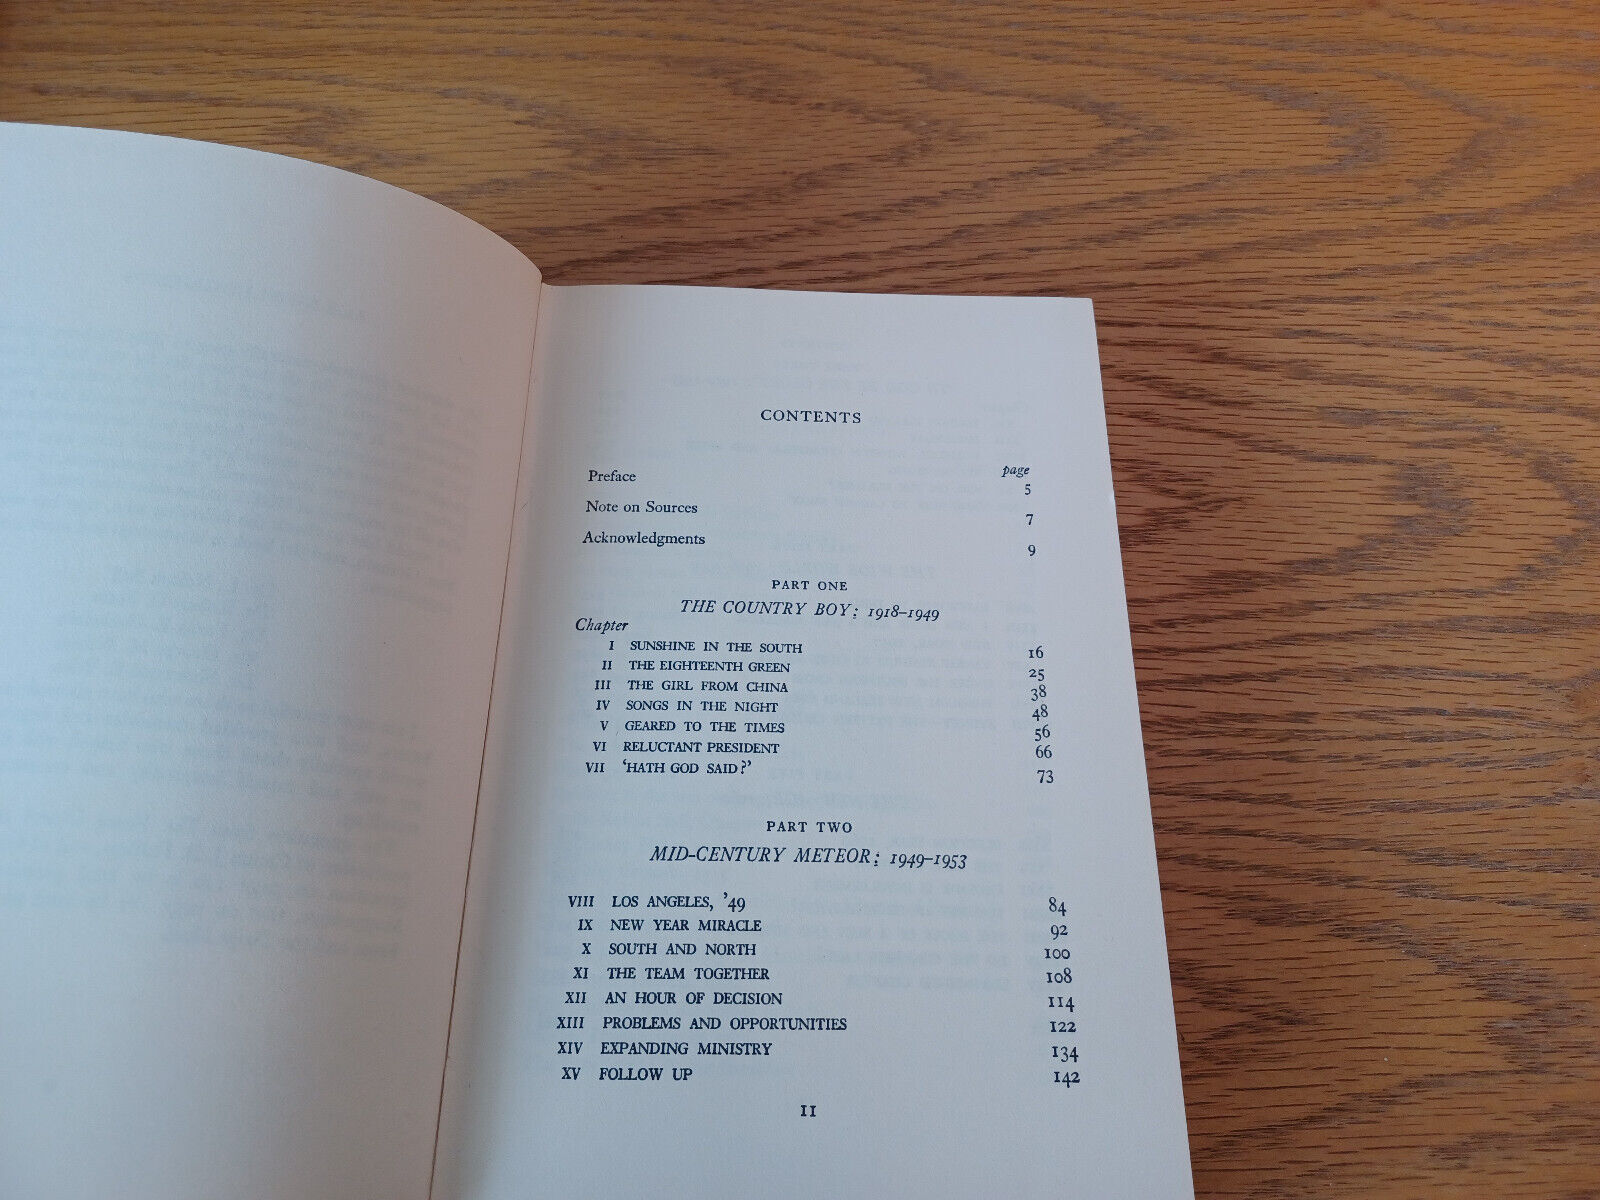 CONTENTS
page
Preface 5
Note on Sources 7
Acknowledgments 9
PART ONE
THE COUNTRY BOY: 1918–1949
Chapter
I SUNSHINE IN THE SOUTH 16
II THE EIGHTEENTH GREEN 25
III THE GIRL FROM CHINA 38
IV SONGS IN THE NIGHT 48
V GEARED TO THE TIMES 56
VI RELUCTANT PRESIDENT 66
VII ‘HATH GOD SAID?’ 73
PART TWO
MID-CENTURY METEOR: 1949–1953
VIII LOS ANGELES, ’49 84
IX NEW YEAR MIRACLE 92
X SOUTH AND NORTH 100
XI THE TEAM TOGETHER 108
XII AN HOUR OF DECISION 114
XIII PROBLEMS AND OPPORTUNITIES 122
XIV EXPANDING MINISTRY 134
XV FOLLOW UP 142
11